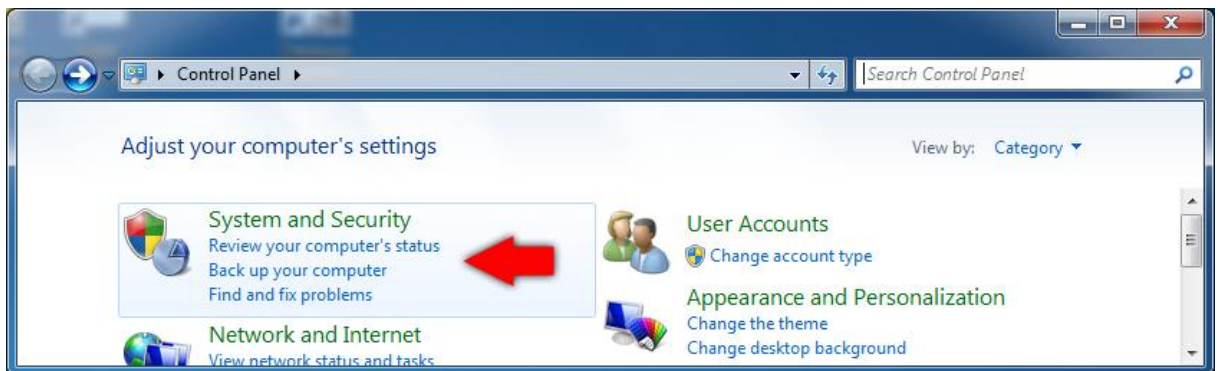 Control Panel
Search Control Panel
Adjust your computer's settings
View by: Category
System and Security
Review your computer's status
Back up your computer
Find and fix problems
Network and Internet
View network status and tasks
User Accounts
Change account type
Appearance and Personalization
Change the theme
Change desktop background